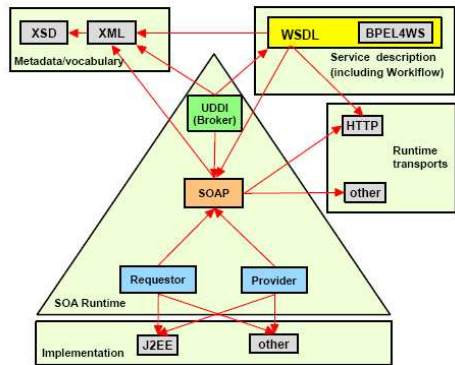 XSD
XML
Metadata/vocabulary
WSDL
BPEL4WS
Service description
(including Worklflow)
UDDI
(Broker)
HTTP
Runtime
transports
other
SOAP
Requestor
Provider
SOA Runtime
J2EE
other
Implementation